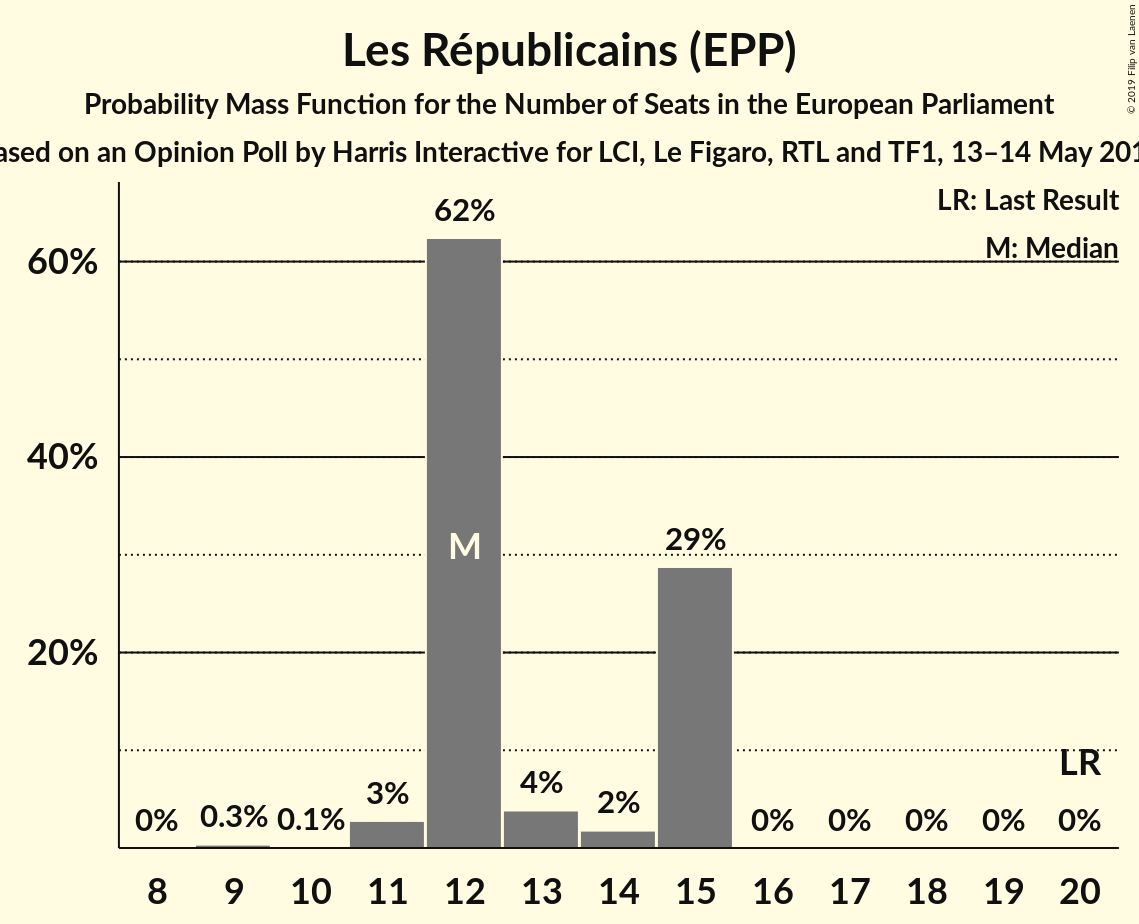 Les Républicains (EPP)
Probability Mass Function for the Number of Seats in the European Parliament
ased on an Opinion Poll by Harris Interactive for LCI, Le Figaro, RTL and TF1, 13–14 May 201
© 2019 Filip van Laenen
LR: Last Result
M: Median
60%
40%
20%
0%
0.3%
0.1%
3%
62%
M
4%
2%
29%
0%
0%
0%
0%
LR
0%
8 9 10 11 12 13 14 15 16 17 18 19 20